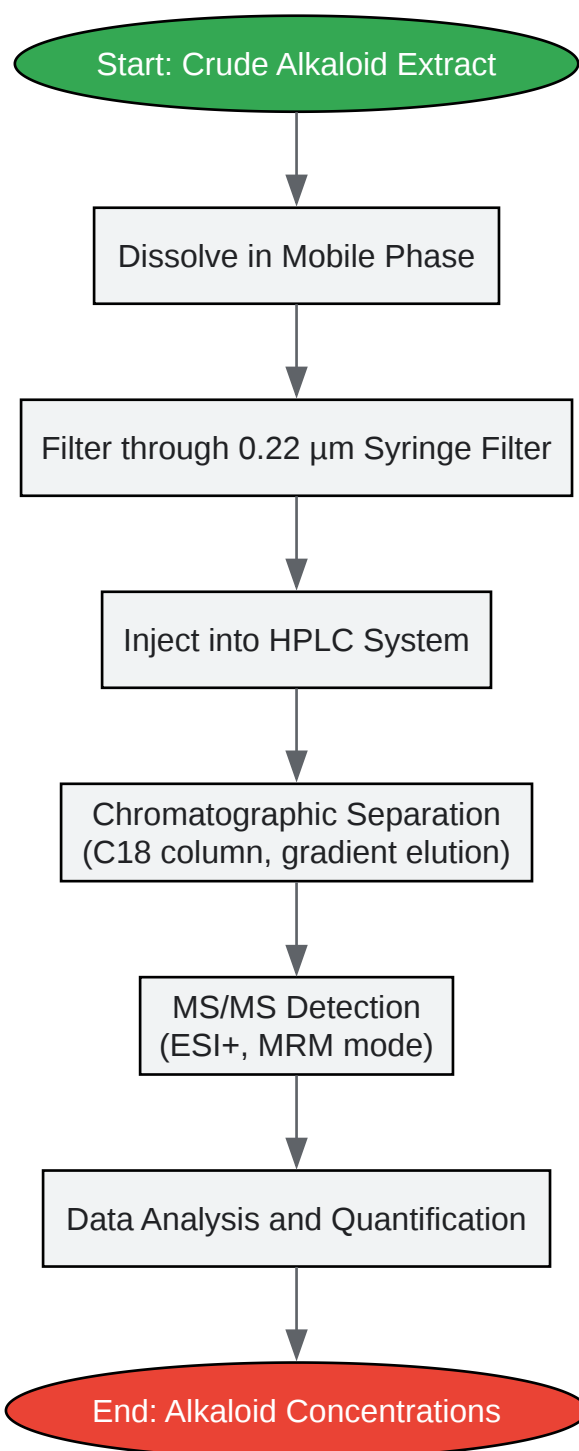 Start: Crude Alkaloid Extract
Dissolve in Mobile Phase
Filter through 0.22 µm Syringe Filter
Inject into HPLC System
Chromatographic Separation
(C18 column, gradient elution)
MS/MS Detection
(ESI+, MRM mode)
Data Analysis and Quantification
End: Alkaloid Concentrations